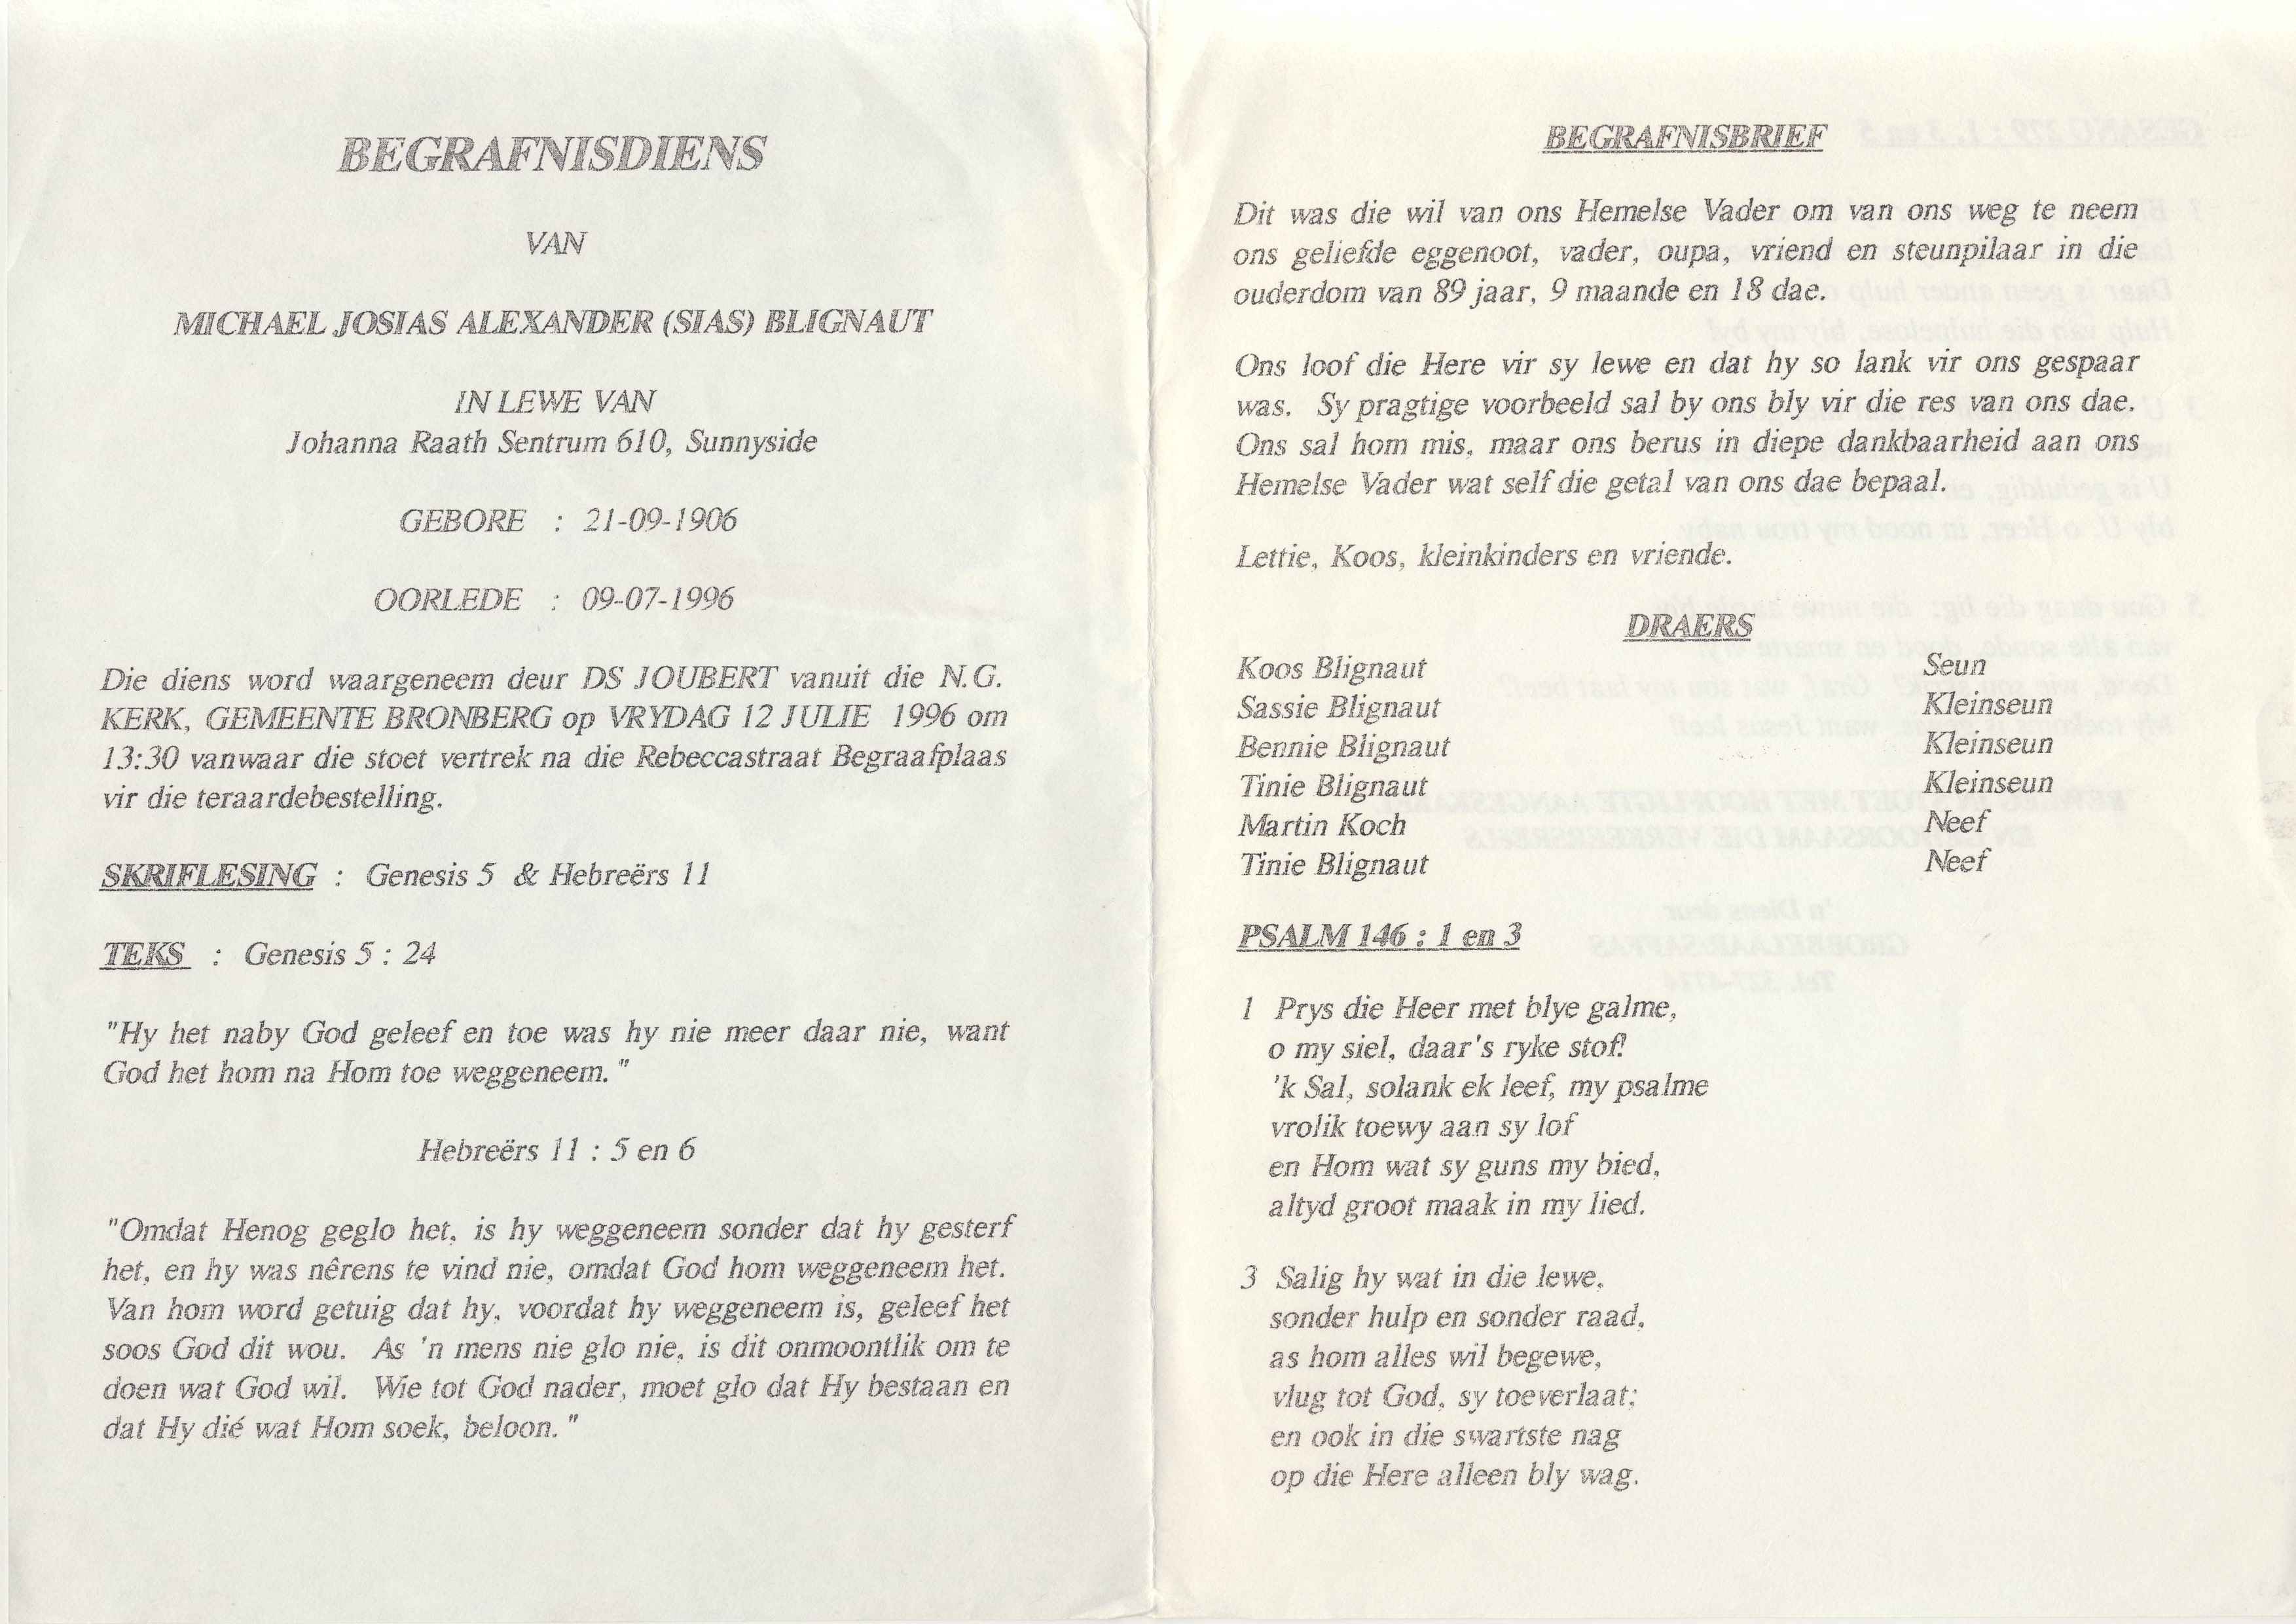 BEGRAFNISDIENS
VAN
MICHAEL JOSIAS ALEXANDER (SIAS) BLIGNAUT
IN LEWE VAN
Johanna Raath Sentrum 610, Sunnyside
GEBORE : 21-09-1906
OORLEDE : 09-07-1996
Die diens word waargeneem deur DS JOUBERT vanuit die N.G.
KERK, GEMEENTE BRONBERG op VRYDAG 12 JULIE 1996 om
13:30 vanwaar die stoet vertrek na die Rebeccastraat Begraafplaas
vir die teraardebestelling.
SKRIFLESING : Genesis 5 & Hebreërs 11
TEKS : Genesis 5 : 24
"Hy het naby God geleef en toe was hy nie meer daar nie, want
God het hom na Hom toe weggeneem. "
Hebreërs 11 : 5 en 6
"Omdat Henog geglo het, is hy weggeneem sonder dat hy gesterf
het, en hy was nêrens te vind nie, omdat God hom weggeneem het.
Van hom word getuig dat hy, voordat hy weggeneem is, geleef het
soos God dit wou. As 'n mens nie glo nie, is dit onmoontlik om te
doen wat God wil. Wie tot God nader, moet glo dat Hy bestaan en
dat Hy dié wat Hom soek, beloon. "
BEGRAFNISBRIEF
Dit was die wil van ons Hemelse Vader om van ons weg te neem
ons geliefde eggenoot, vader, oupa, vriend en steunpilaar in die
ouderdom van 89 jaar, 9 maande en 18 dae.
Ons loof die Here vir sy lewe en dat hy so lank vir ons gespaar
was. Sy pragtige voorbeeld sal by ons bly vir die res van ons dae.
Ons sal hom mis, maar ons berus in diepe dankbaarheid aan ons
Hemelse Vader wat self die getal van ons dae bepaal.
Lettie, Koos, kleinkinders en vriende.
DRAERS
Koos Blignaut Seun
Sassie Blignaut Kleinseun
Bennie Blignaut Kleinseun
Tinie Blignaut Kleinseun
Martin Koch Neef
Tinie Blignaut Neef
PSALM 146 : 1 en 3
1 Prys die Heer met blye galme,
o my siel, daar's ryke stof!
'k Sal, solank ek leef, my psalme
vrolik toewy aan sy lof
en Hom wat sy guns my bied,
altyd groot maak in my lied.
3 Salig hy wat in die lewe,
sonder hulp en sonder raad,
as hom alles wil begewe,
vlug tot God, sy toeverlaat;
en ook in die swartste nag
op die Here alleen bly wag.